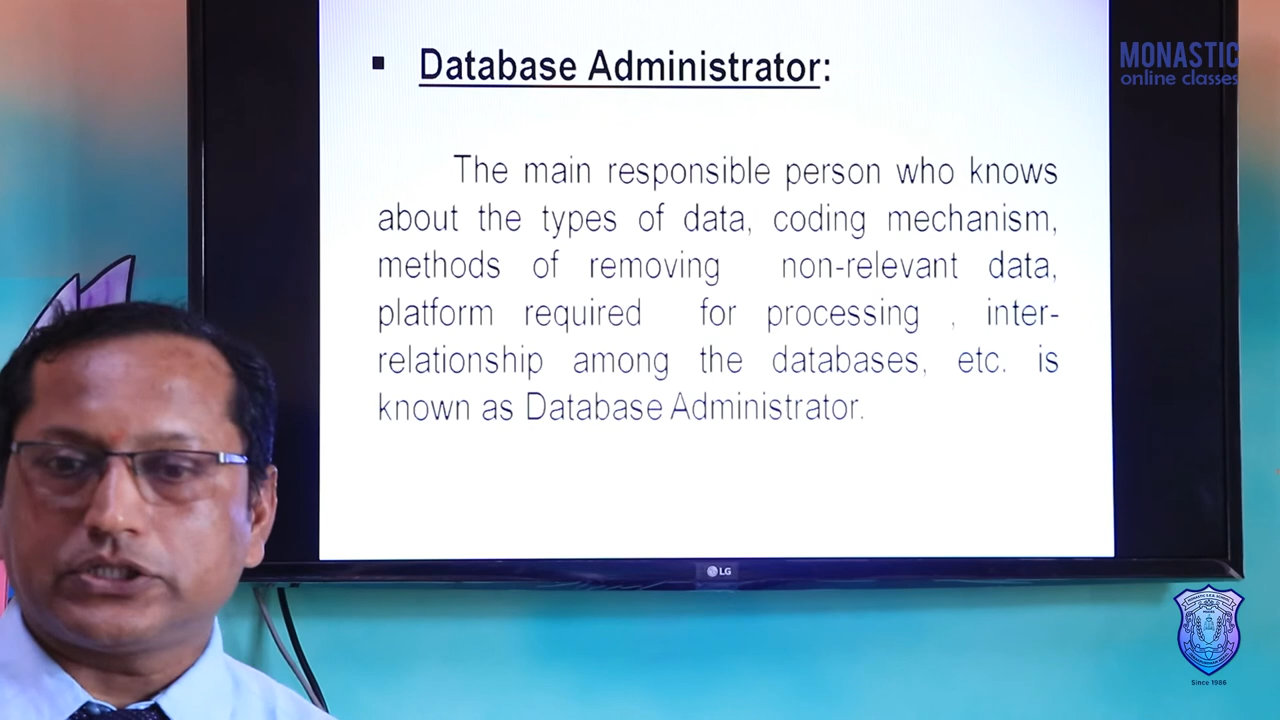 MONASTIC
online classes
▪ Database Administrator:
The main responsible person who knows
about the types of data, coding mechanism,
methods of removing non-relevant data,
platform required for processing , inter-
relationship among the databases, etc. is
known as Database Administrator.
LG
Since 1986